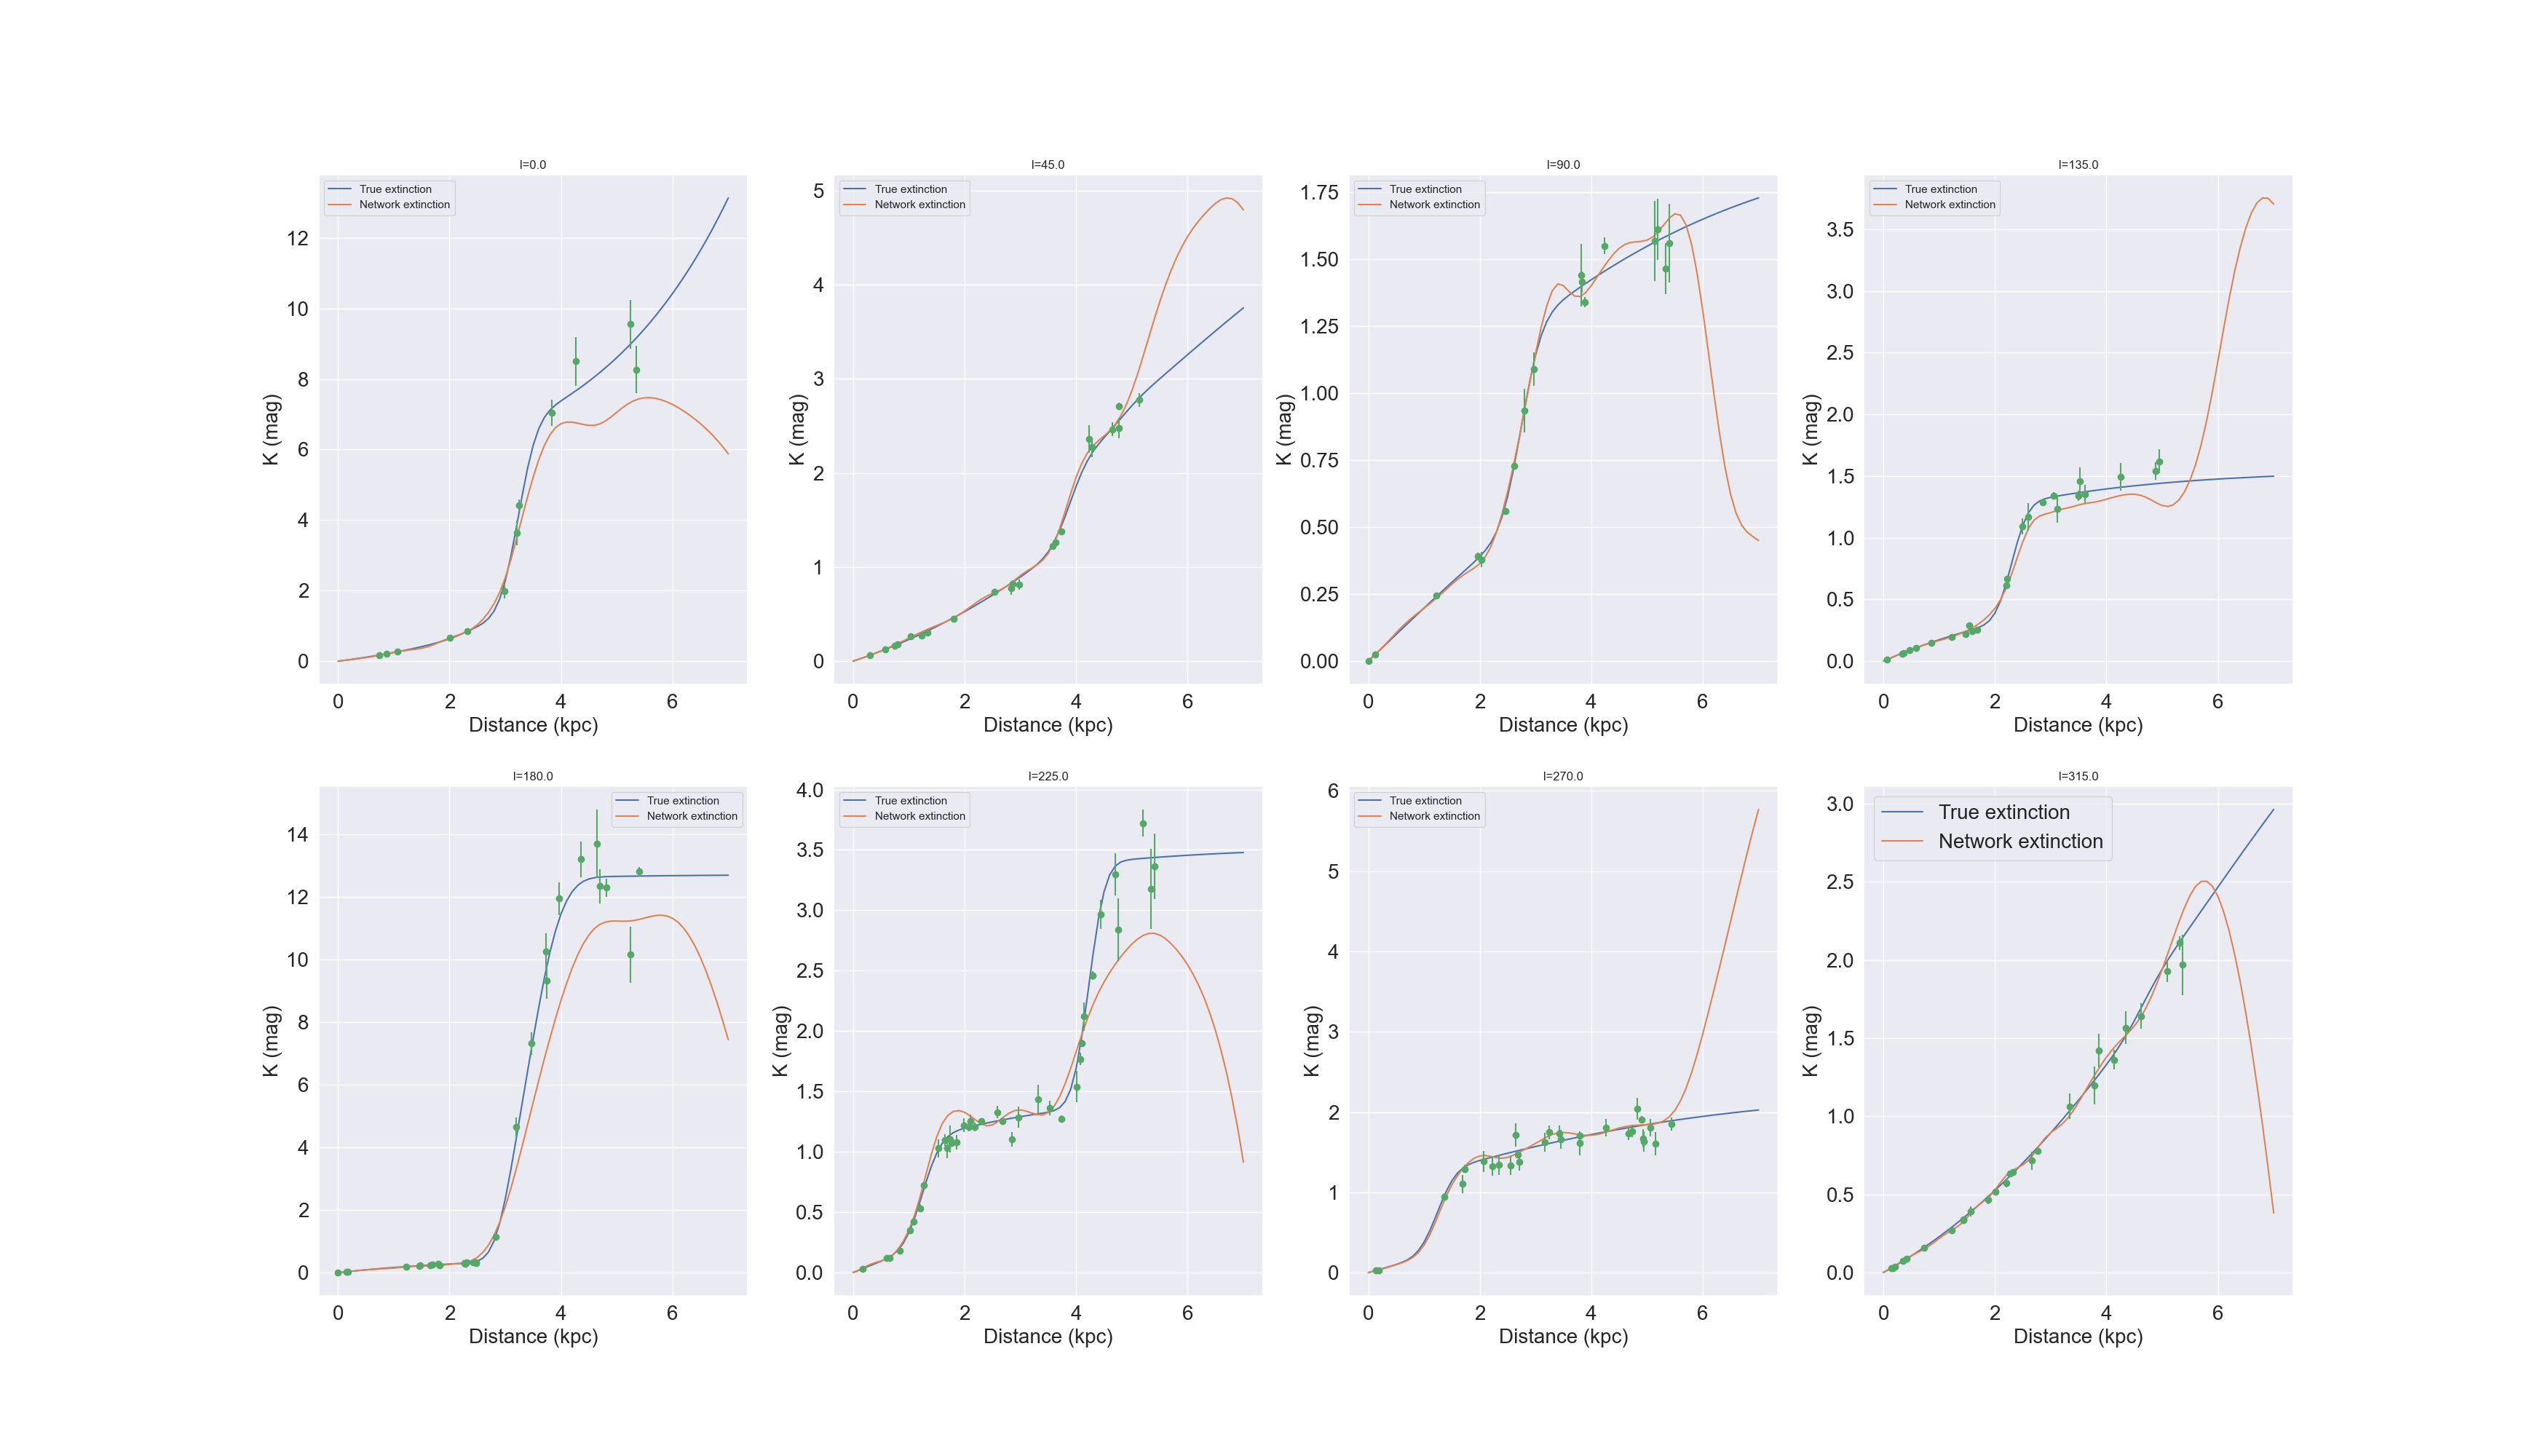 l=0.0
True extinction
Network extinction
12
10
8
6
4
2
0
K (mag)
0 2 4 6
Distance (kpc)
l=45.0
True extinction
Network extinction
5
4
3
2
1
0
K (mag)
0 2 4 6
Distance (kpc)
l=90.0
True extinction
Network extinction
1.75
1.50
1.25
1.00
0.75
0.50
0.25
0.00
K (mag)
0 2 4 6
Distance (kpc)
l=135.0
True extinction
Network extinction
3.5
3.0
2.5
2.0
1.5
1.0
0.5
0.0
K (mag)
0 2 4 6
Distance (kpc)
l=180.0
True extinction
Network extinction
14
12
10
8
6
4
2
0
K (mag)
0 2 4 6
Distance (kpc)
l=225.0
True extinction
Network extinction
4.0
3.5
3.0
2.5
2.0
1.5
1.0
0.5
0.0
K (mag)
0 2 4 6
Distance (kpc)
l=270.0
True extinction
Network extinction
6
5
4
3
2
1
0
K (mag)
0 2 4 6
Distance (kpc)
l=315.0
True extinction
Network extinction
3.0
2.5
2.0
1.5
1.0
0.5
0.0
K (mag)
0 2 4 6
Distance (kpc)